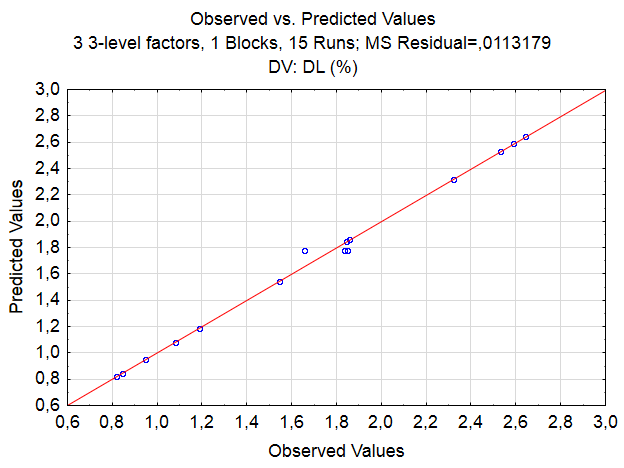 Observed vs. Predicted Values
3 3-level factors, 1 Blocks, 15 Runs; MS Residual=,0113179
DV: DL (%)
3,0
2,8
2,6
2,4
2,2
2,0
1,8
1,6
1,4
1,2
1,0
0,8
0,6
Predicted Values
0,6 0,8 1,0 1,2 1,4 1,6 1,8 2,0 2,2 2,4 2,6 2,8 3,0
Observed Values